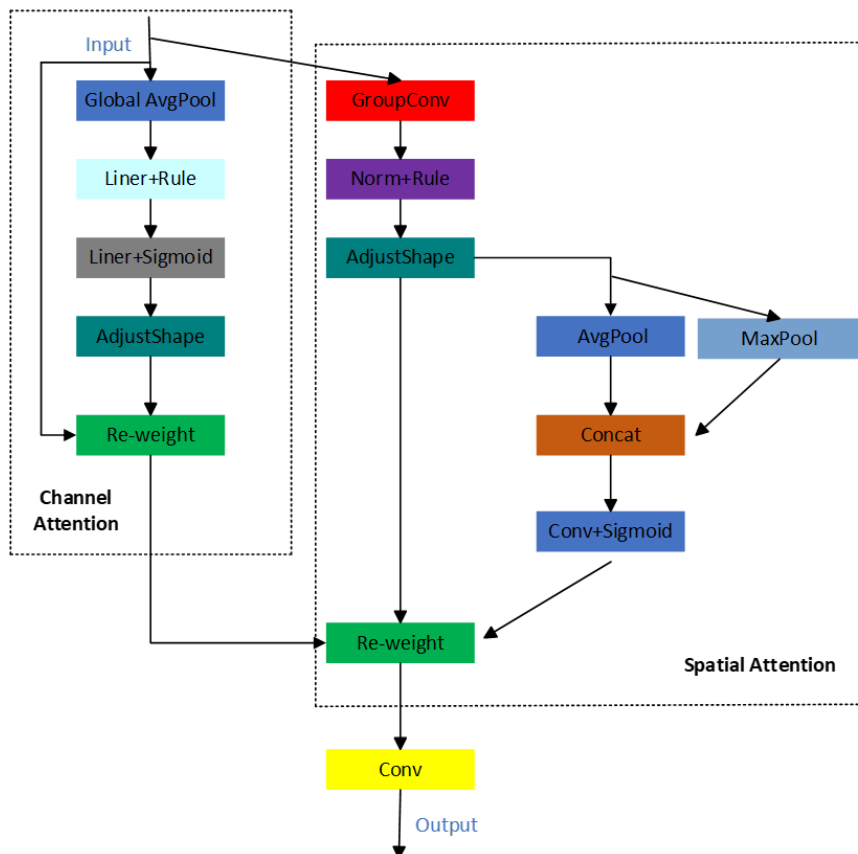 Input
Global AvgPool
GroupConv
Liner+Rule
Norm+Rule
Liner+Sigmoid
AdjustShape
AdjustShape
AvgPool
MaxPool
Re-weight
Concat
Channel
Attention
Conv+Sigmoid
Re-weight
Spatial Attention
Conv
Output